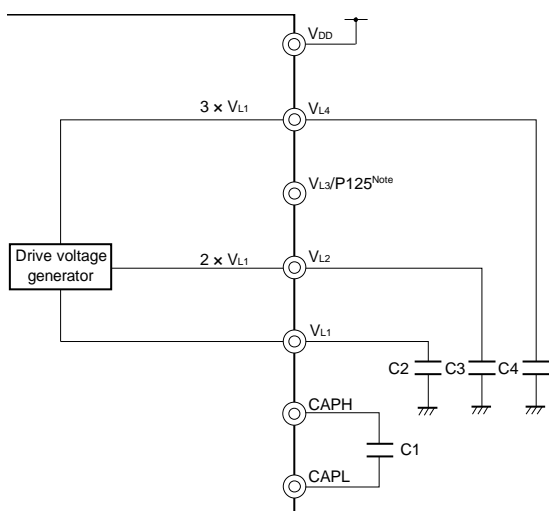 VDD
3 × VL1
VL4
VL3/P125Note
Drive voltage
generator
2 × VL1
VL2
VL1
C2
C3
C4
CAPH
C1
CAPL